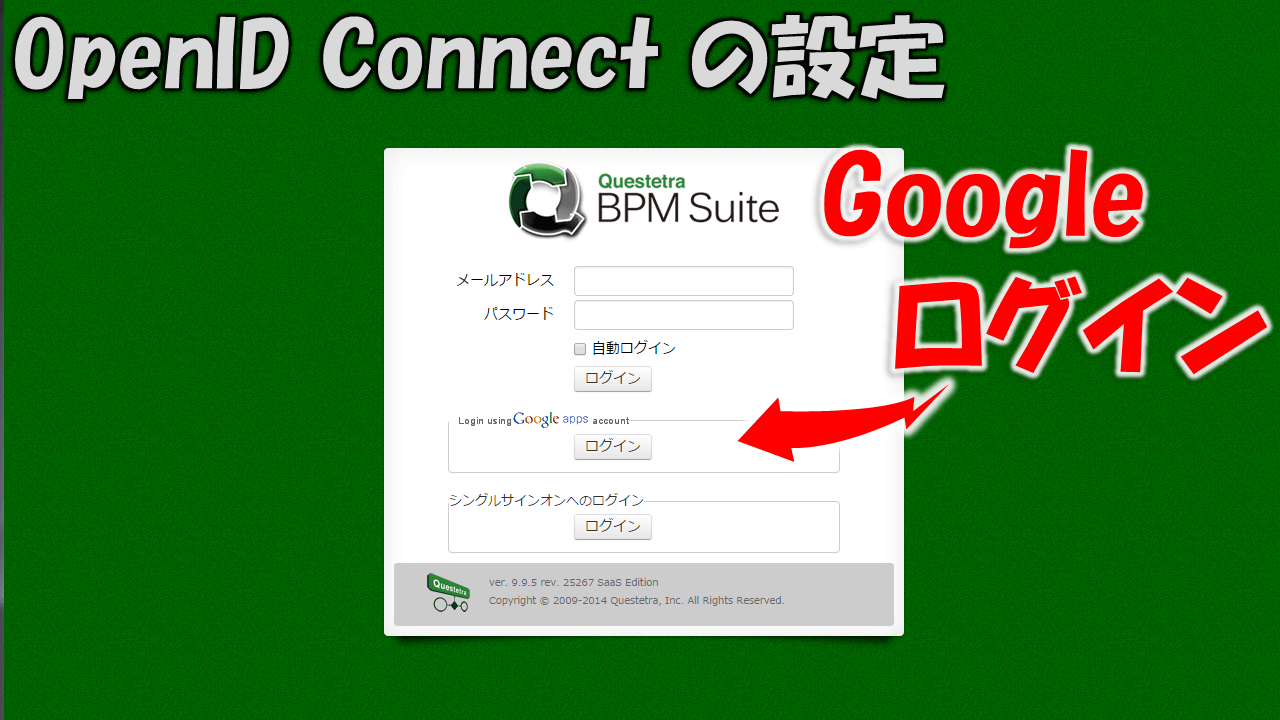 OpenID Connect の設定
Questetra
BPM Suite
Google
ログイン
メールアドレス
パスワード
自動ログイン
ログイン
Login using Google apps account
ログイン
シングルサインオンへのログイン
ログイン
Questetra
ver. 9.9.5 rev. 25267 SaaS Edition
Copyright © 2009-2014 Questetra, Inc. All Rights Reserved.